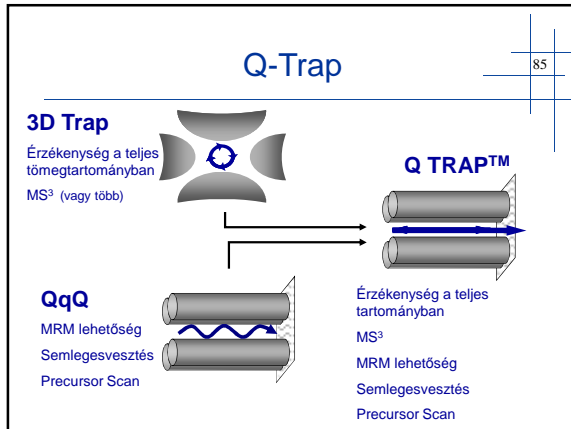 Q-Trap
85
3D Trap
Érzékenység a teljes
tömegtartományban
MS³ (vagy több)
Q TRAP™
QqQ
MRM lehetőség
Semlegesvesztés
Precursor Scan
Érzékenység a teljes
tartományban
MS³
MRM lehetőség
Semlegesvesztés
Precursor Scan